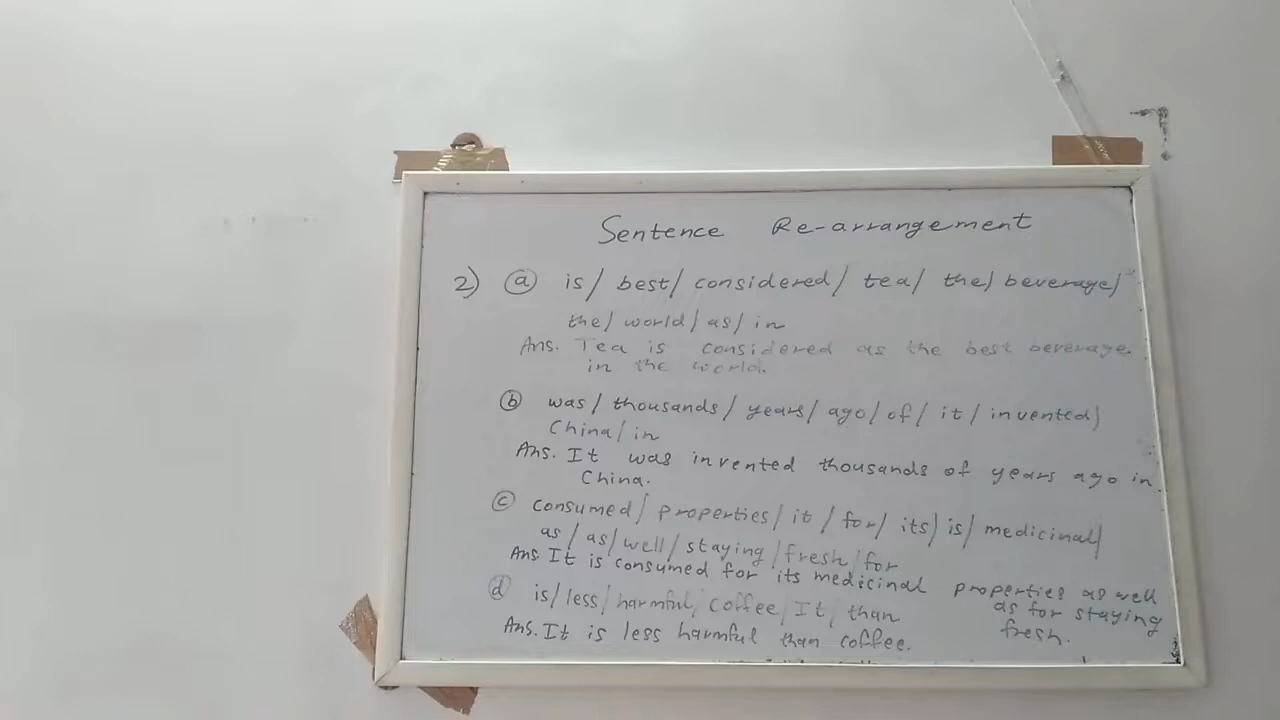 Sentence Re-arrangement
2) (a) is/ best/ considered/ tea/ the/ beverage/
the/ world/ as/ in
Ans. Tea is considered as the best beverage
in the world.
(b) was/ thousands/ years/ ago/ of/ it/ invented/
China/ in
Ans. It was invented thousands of years ago in
China.
(c) consumed/ properties/ it/ for/ its/ is/ medicinal/
as/ as/ well/ staying/ fresh/ for
Ans. It is consumed for its medicinal properties as well
as for staying
fresh.
(d) is/ less/ harmful/ coffee/ It/ than
Ans. It is less harmful than coffee.